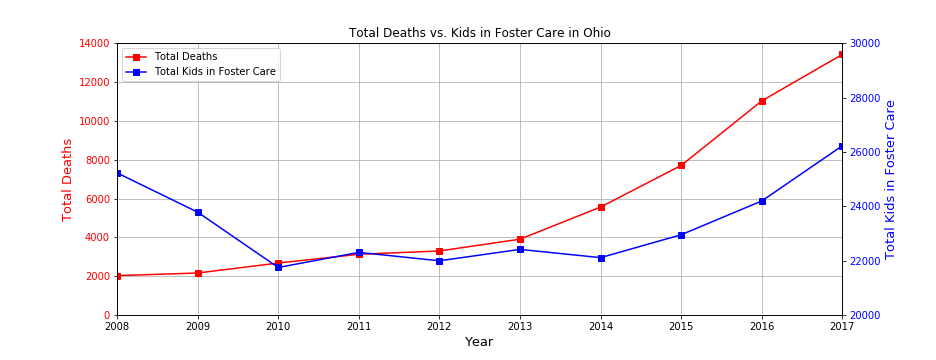 Total Deaths vs. Kids in Foster Care in Ohio
Total Deaths
Total Kids in Foster Care
14000
12000
10000
8000
6000
4000
2000
0
Total Deaths
30000
28000
26000
24000
22000
20000
Total Kids in Foster Care
2008 2009 2010 2011 2012 2013 2014 2015 2016 2017
Year